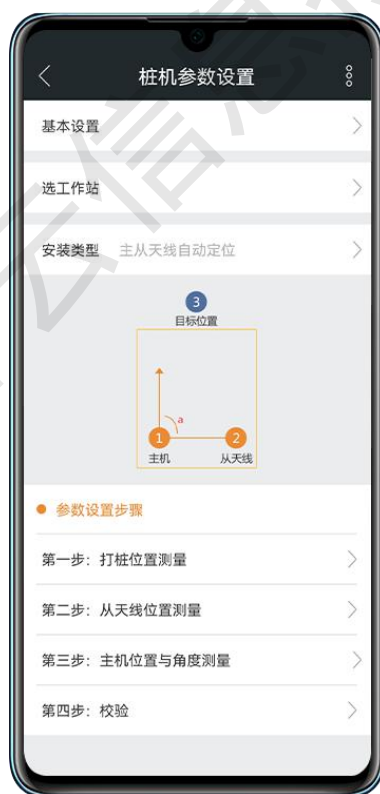 桩机参数设置
基本设置
选工作站
安装类型 主从天线自动定位
3
目标位置
a
1
2
主机 从天线
参数设置步骤
第一步：打桩位置测量
第二步：从天线位置测量
第三步：主机位置与角度测量
第四步：校验
云信息